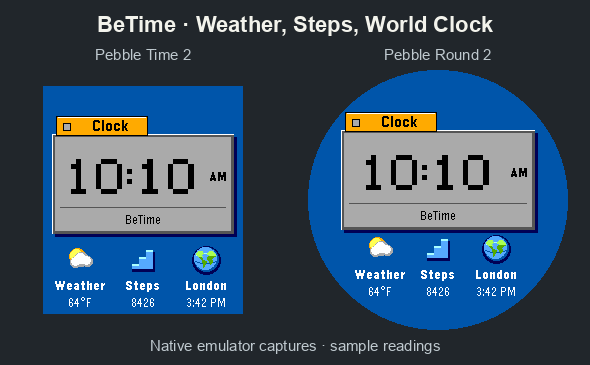 BeTime · Weather, Steps, World Clock
Pebble Time 2
Pebble Round 2
Clock
10:10 AM
BeTime
Weather Steps London
64°F 8426 3:42 PM
Clock
10:10 AM
BeTime
Weather Steps London
64°F 8426 3:42 PM
Native emulator captures · sample readings